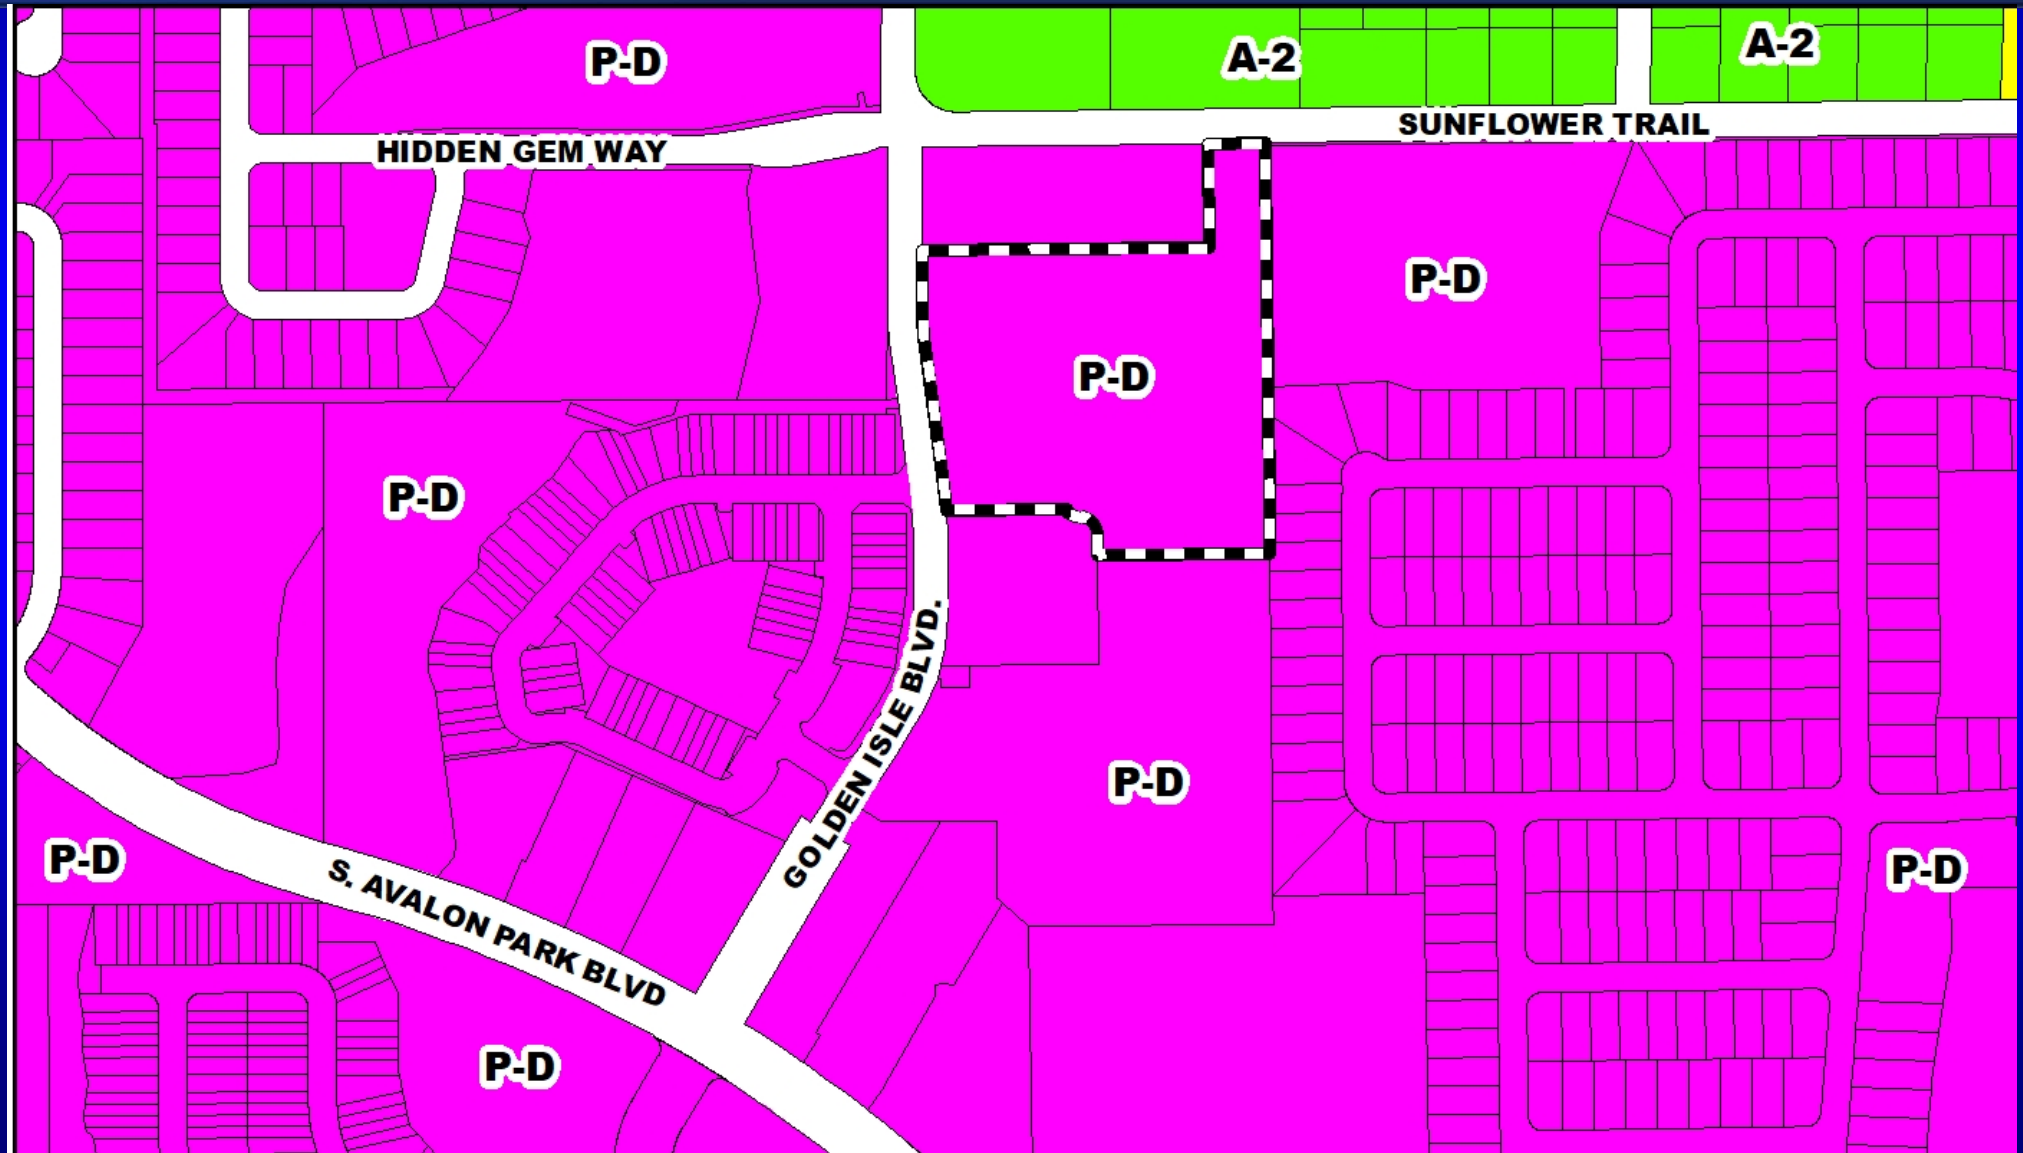 P-D
A-2
A-2
SUNFLOWER TRAIL
HIDDEN GEM WAY
P-D
P-D
P-D
GOLDEN ISLE BLVD.
P-D
P-D
S. AVALON PARK BLVD
P-D
P-D